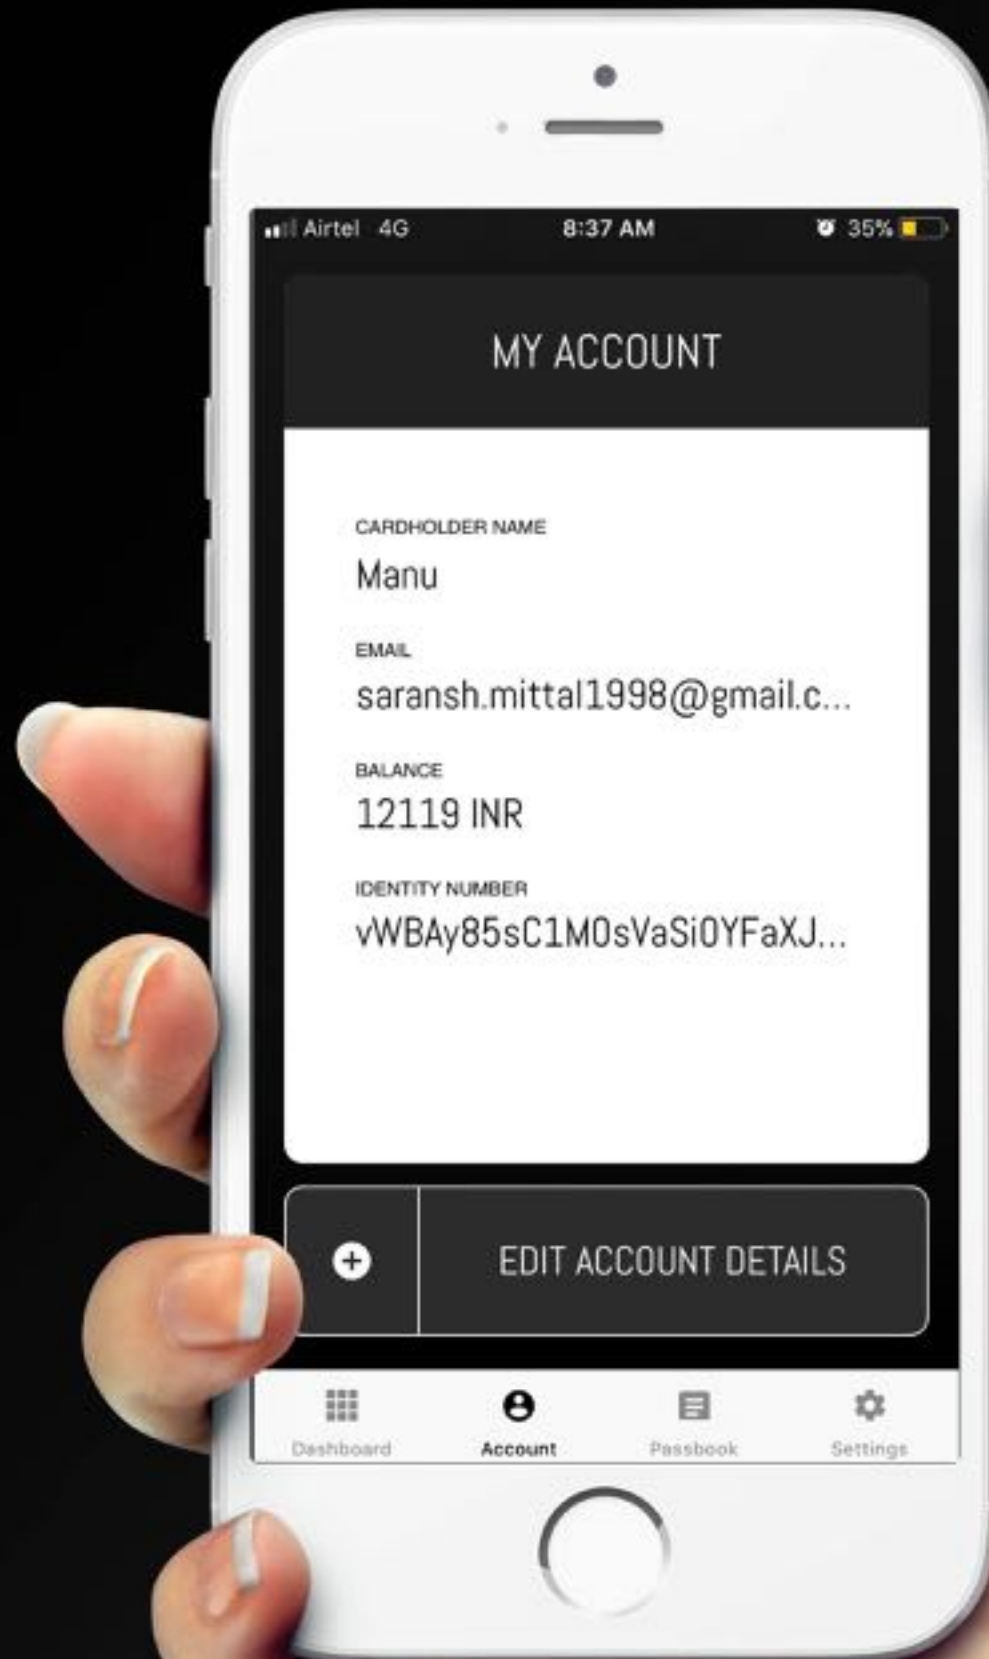 Airtel 4G 8:37 AM 35%
MY ACCOUNT
CARDHOLDER NAME
Manu
EMAIL
saransh.mittal1998@gmail.c...
BALANCE
12119 INR
IDENTITY NUMBER
vWBAy85sC1M0sVaSi0YFaXJ...
EDIT ACCOUNT DETAILS
Dashboard Account Passbook Settings